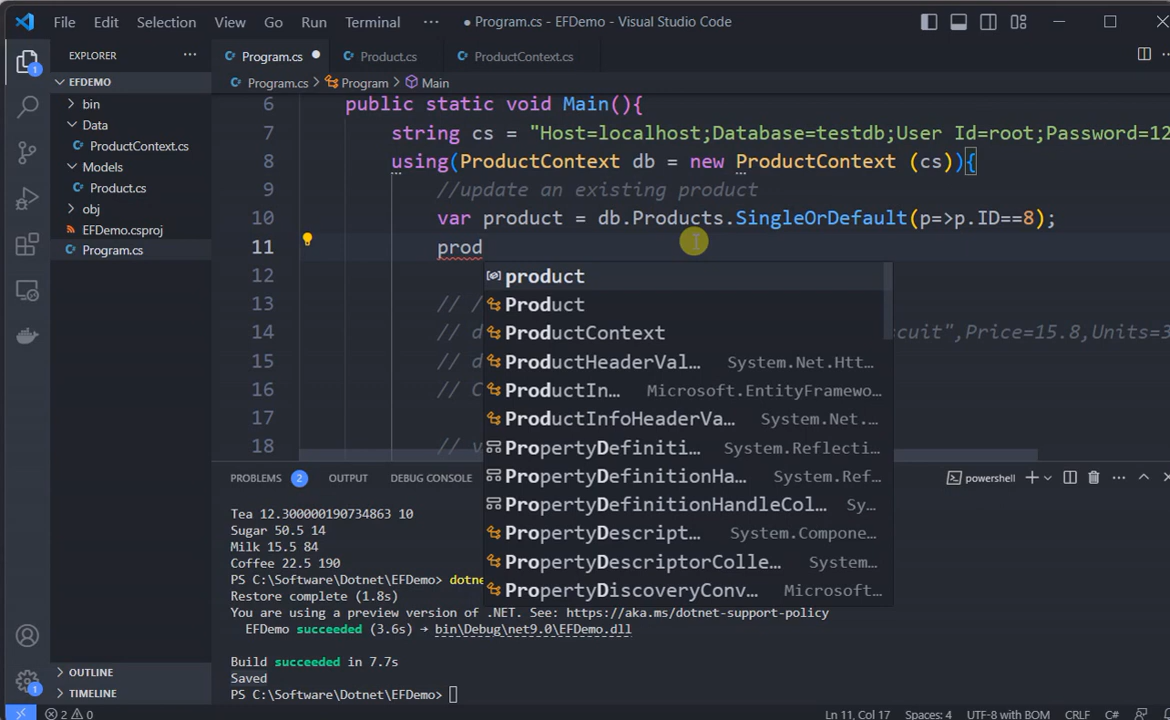 File Edit Selection View Go Run Terminal ··· ● Program.cs - EFDemo - Visual Studio Code
EXPLORER ···
Program.cs ● Product.cs ProductContext.cs
EFDEMO
Program.cs > Program > Main
bin
Data
ProductContext.cs
Models
Product.cs
obj
EFDemo.csproj
Program.cs
6 public static void Main(){
7 string cs = "Host=localhost;Database=testdb;User Id=root;Password=12
8 using(ProductContext db = new ProductContext (cs)){
9 //update an existing product
10 var product = db.Products.SingleOrDefault(p=>p.ID==8);
11 prod
12
13 // /
14 // d cuit",Price=15.8,Units=3
15 // d
16 // C
17
18 // v
product
Product
ProductContext
ProductHeaderVal… System.Net.Htt…
ProductIn… Microsoft.EntityFramewo…
ProductInfoHeaderVa… System.Net.…
PropertyDefiniti… System.Reflecti…
PropertyDefinitionHa… System.Ref…
PropertyDefinitionHandleCol… Sy…
PropertyDescript… System.Compone…
PropertyDescriptorColle… System…
PropertyDiscoveryConv… Microsoft…
PROBLEMS 2 OUTPUT DEBUG CONSOLE powershell
Tea 12.300000190734863 10
Sugar 50.5 14
Milk 15.5 84
Coffee 22.5 190
PS C:\Software\Dotnet\EFDemo> dotne
Restore complete (1.8s)
You are using a preview version of .NET. See: https://aka.ms/dotnet-support-policy
EFDemo succeeded (3.6s) → bin\Debug\net9.0\EFDemo.dll
Build succeeded in 7.7s
Saved
PS C:\Software\Dotnet\EFDemo>
OUTLINE
TIMELINE
1
1
2 0 Ln 11, Col 17 Spaces: 4 UTF-8 with BOM CRLF C#